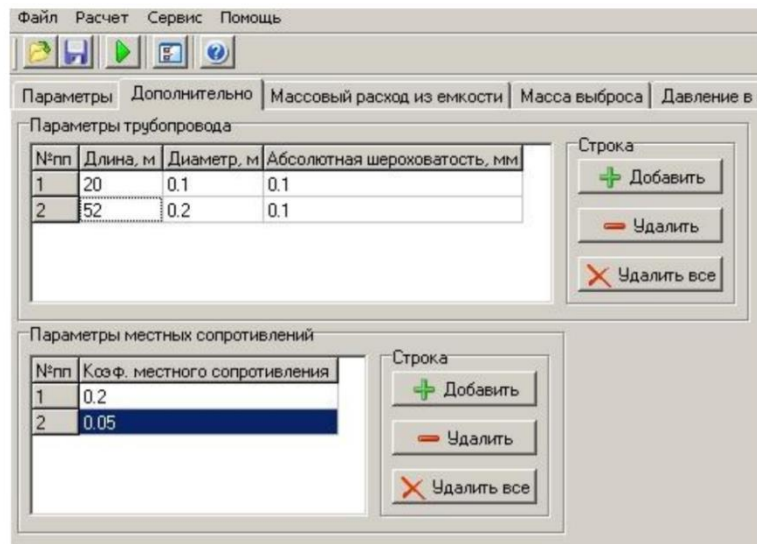 Файл Расчет Сервис Помощь
Параметры Дополнительно Массовый расход из емкости Масса выброса Давление в
Параметры трубопровода
№пп Длина, м Диаметр, м Абсолютная шероховатость, мм
1 20 0.1 0.1
2 52 0.2 0.1
Строка
Добавить
Удалить
Удалить все
Параметры местных сопротивлений
№пп Коэф. местного сопротивления
1 0.2
2 0.05
Строка
Добавить
Удалить
Удалить все